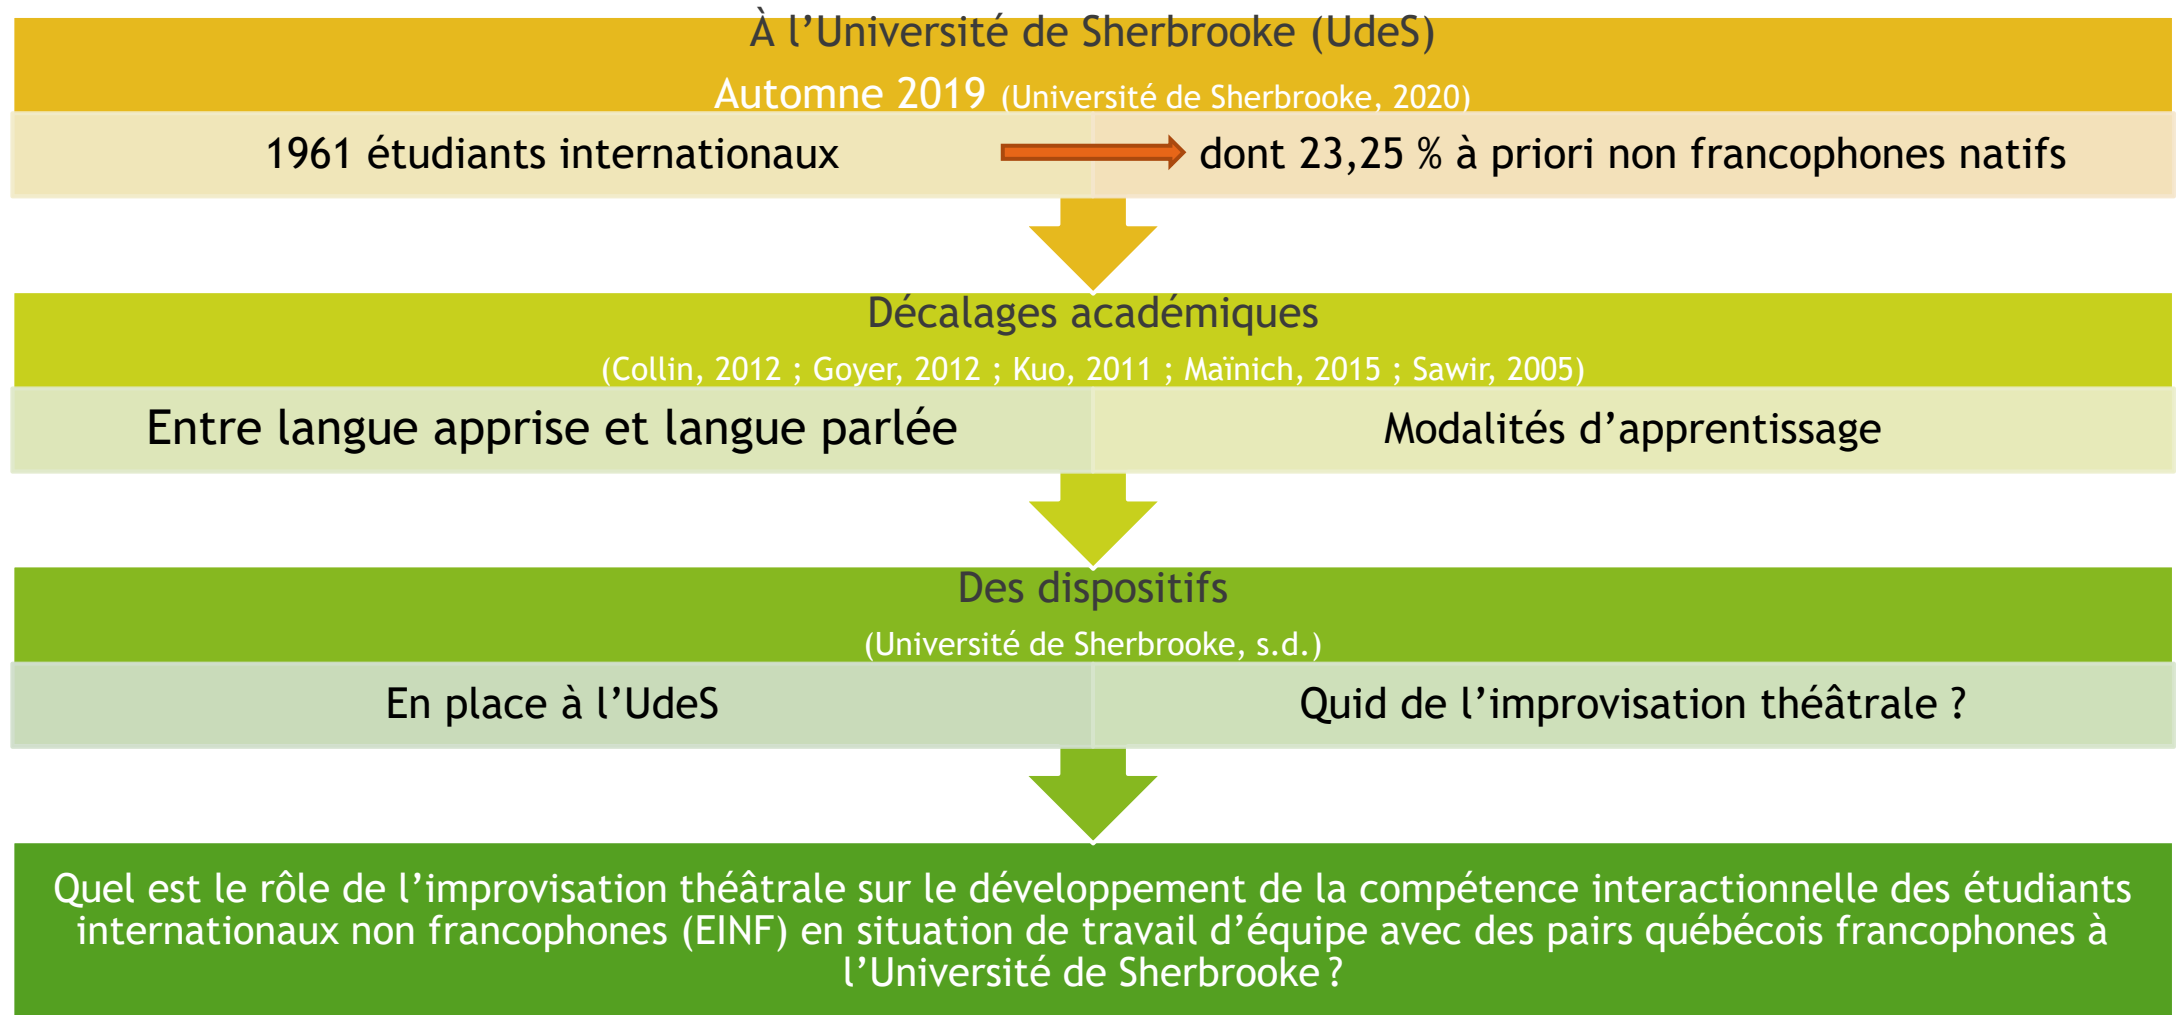 À l’Université de Sherbrooke (UdeS)
Automne 2019 (Université de Sherbrooke, 2020)
1961 étudiants internationaux
dont 23,25 % à priori non francophones natifs
Décalages académiques
(Collin, 2012 ; Goyer, 2012 ; Kuo, 2011 ; Maïnich, 2015 ; Sawir, 2005)
Entre langue apprise et langue parlée
Modalités d’apprentissage
Des dispositifs
(Université de Sherbrooke, s.d.)
En place à l’UdeS
Quid de l’improvisation théâtrale ?
Quel est le rôle de l’improvisation théâtrale sur le développement de la compétence interactionnelle des étudiants
internationaux non francophones (EINF) en situation de travail d’équipe avec des pairs québécois francophones à
l’Université de Sherbrooke ?